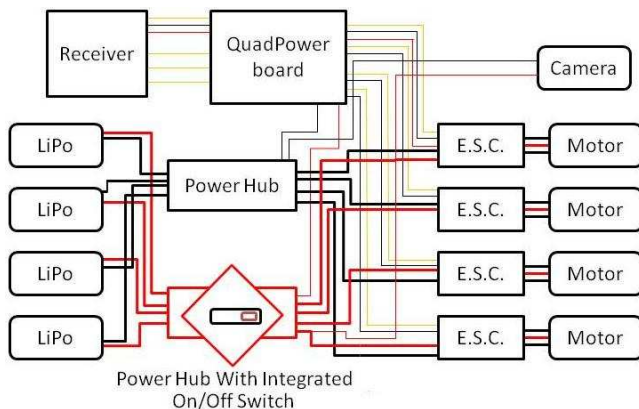 Receiver
QuadPower
board
Camera
LiPo
E.S.C.
Motor
Power Hub
LiPo
E.S.C.
Motor
LiPo
E.S.C.
Motor
LiPo
E.S.C.
Motor
Power Hub With Integrated
On/Off Switch